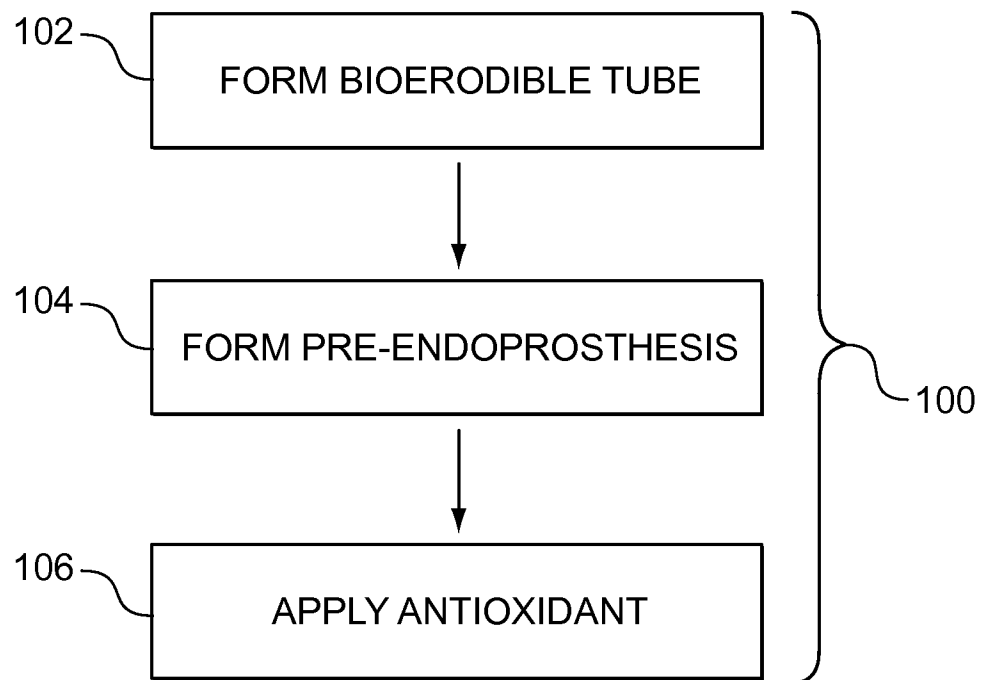 102
FORM BIOERODIBLE TUBE
104
FORM PRE-ENDOPROSTHESIS
100
106
APPLY ANTIOXIDANT